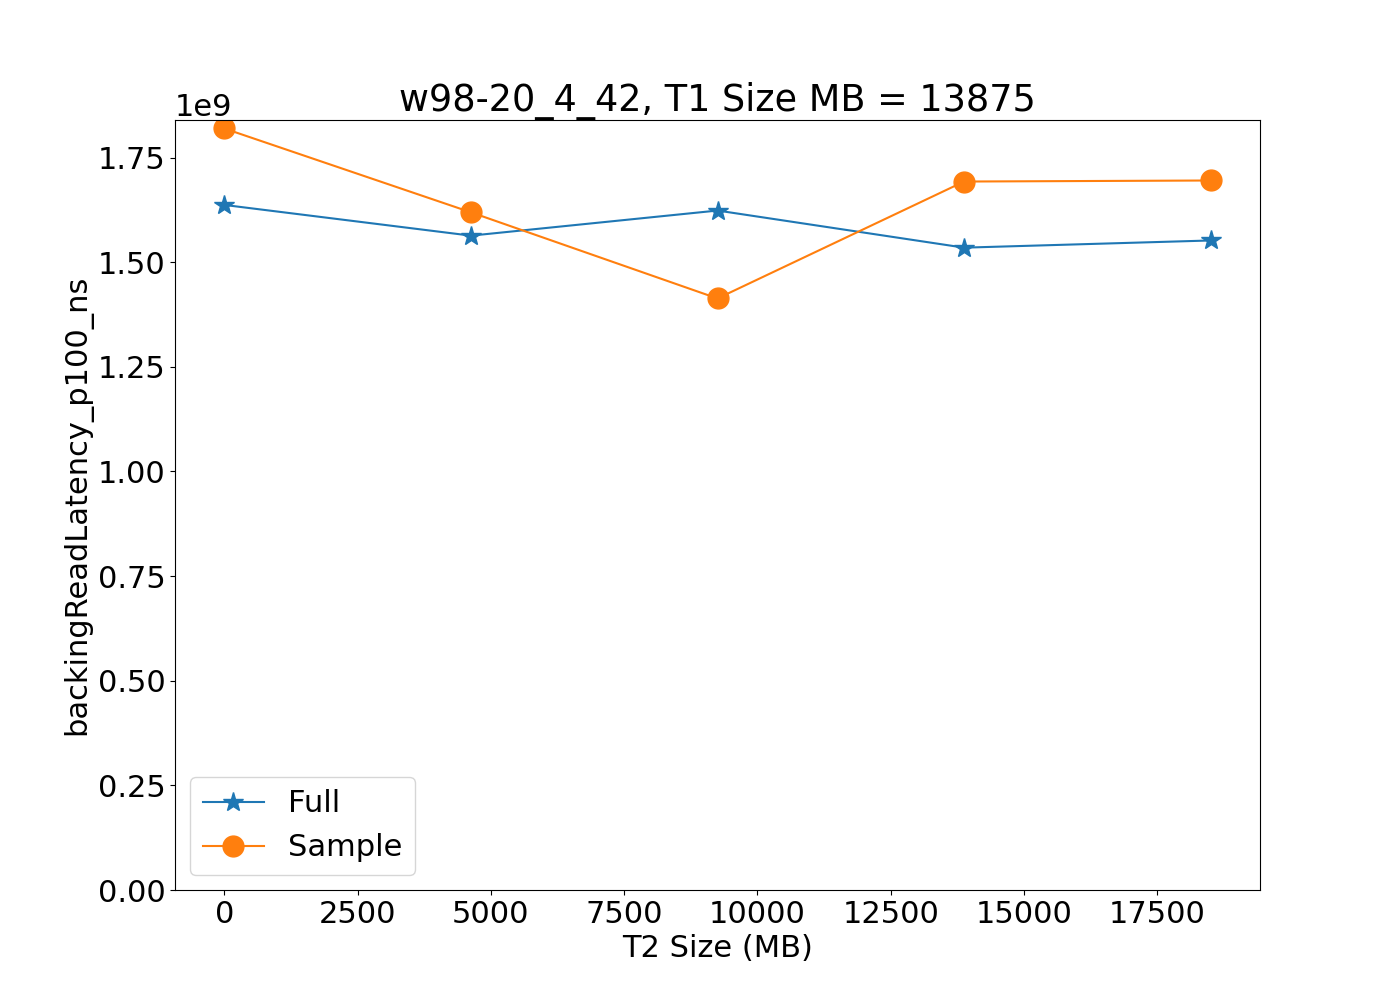 w98-20_4_42, T1 Size MB = 13875
1e9
1.75
1.50
1.25
1.00
0.75
0.50
0.25
0.00
backingReadLatency_p100_ns
Full
Sample
0 2500 5000 7500 10000 12500 15000 17500
T2 Size (MB)